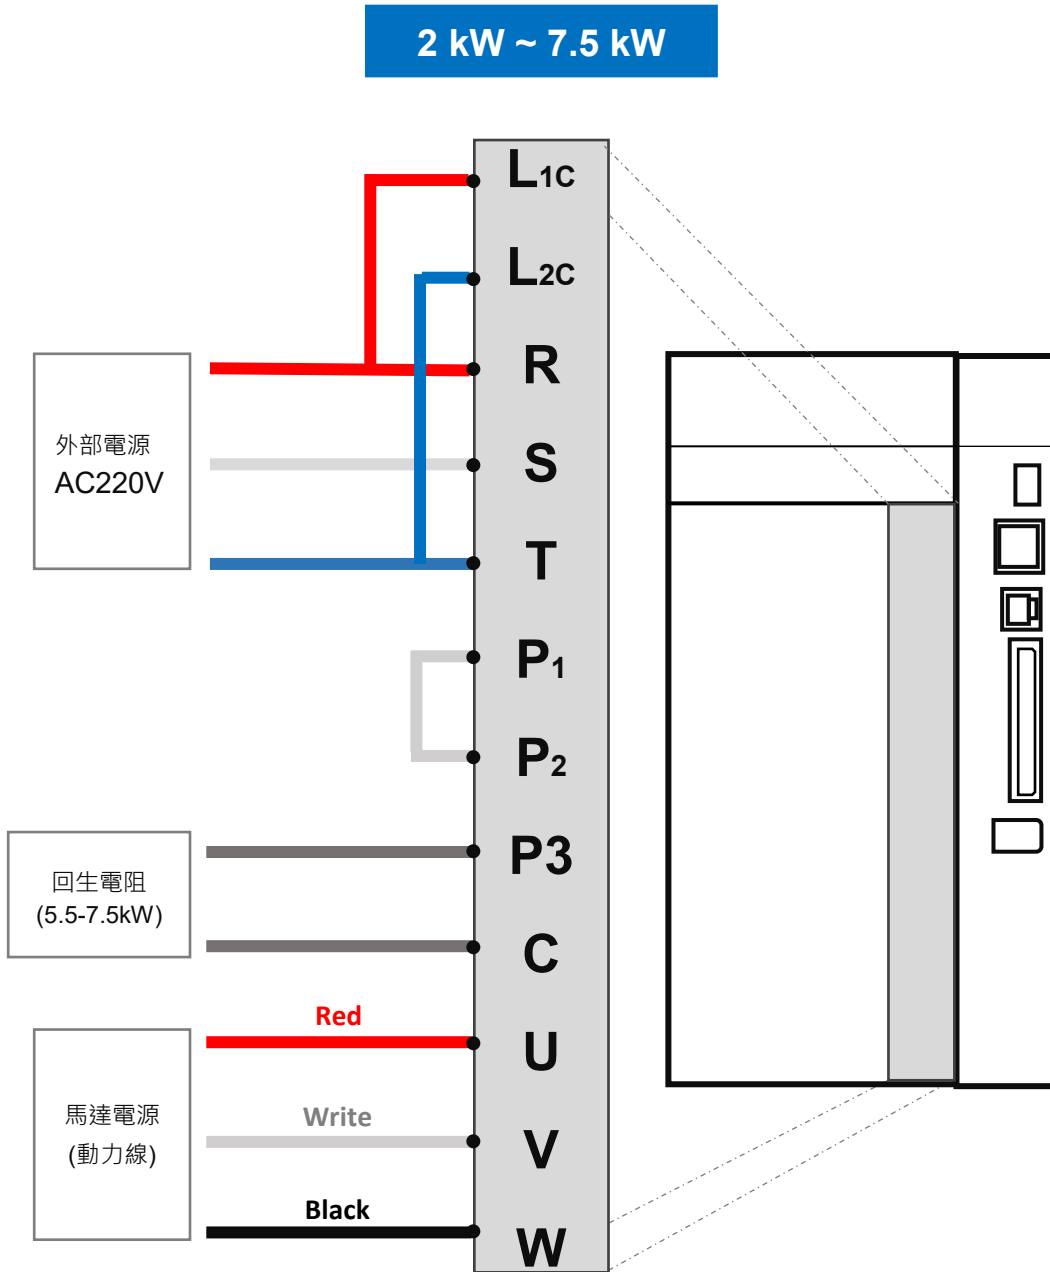 2 kW ~ 7.5 kW
L1C
L2C
R
外部電源
AC220V
S
T
P1
P2
P3
回生電阻
(5.5-7.5kW)
C
Red
U
馬達電源
(動力線)
Write
V
Black
W